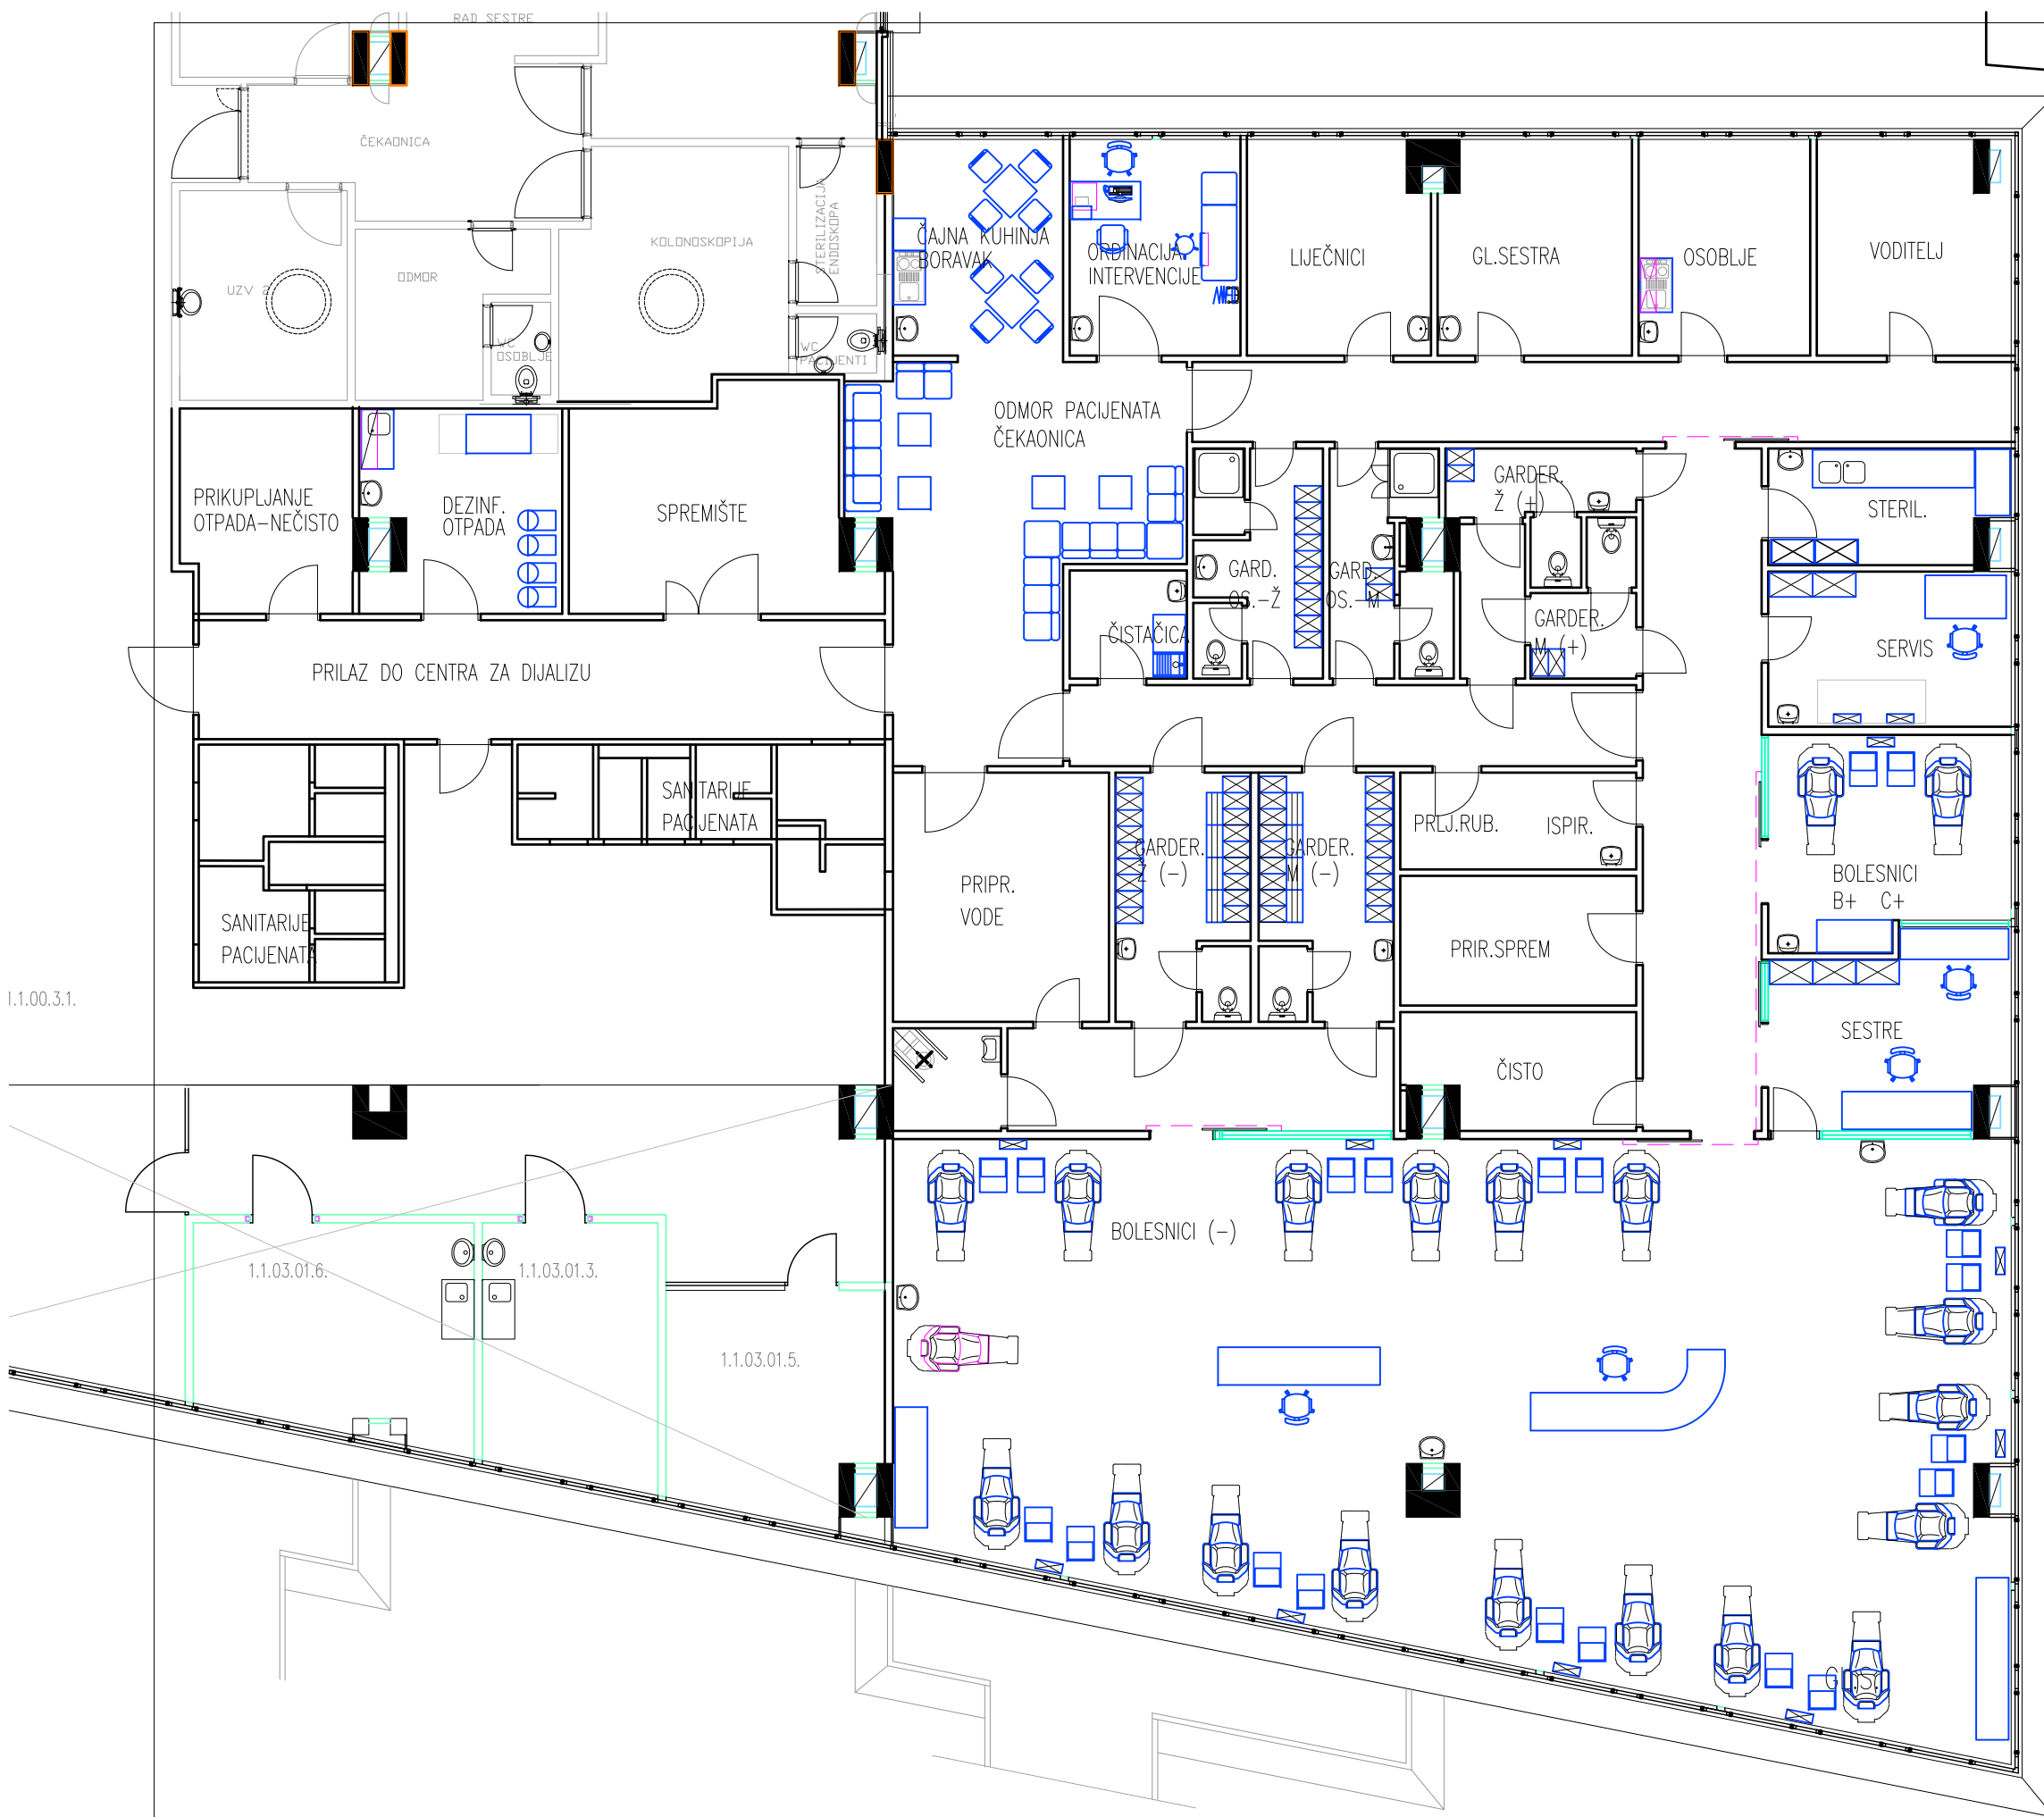 RAD SESTRE
ČEKAONICA
KOLONOSKOPIJA
STERILIZACIJA
ENDOSKOPA
UZV 2
ODMOR
WC
OSOBLJE
WC
PACIJENTI
ČAJNA KUHINJA
BORAVAK
ORDINACIJA
INTERVENCIJE
LIJEČNICI
GL.SESTRA
OSOBLJE
VODITELJ
ODMOR PACIJENATA
ČEKAONICA
PRIKUPLJANJE
OTPADA-NEČISTO
DEZINF.
OTPADA
SPREMIŠTE
GARDER.
Ž (+)
STERIL.
GARD.
OS.-Ž
GARD.
OS.-M
GARDER.
M (+)
ČISTAČICA
SERVIS
PRILAZ DO CENTRA ZA DIJALIZU
SANITARIJE
PACIJENATA
SANITARIJE
PACIJENATA
PRIPR.
VODE
GARDER.
Ž (-)
GARDER.
M (-)
PRLJ.RUB.
ISPIR.
BOLESNICI
B+ C+
PRIR.SPREM
SESTRE
ČISTO
1.1.00.3.1.
BOLESNICI (-)
1.1.03.01.6.
1.1.03.01.3.
1.1.03.01.5.